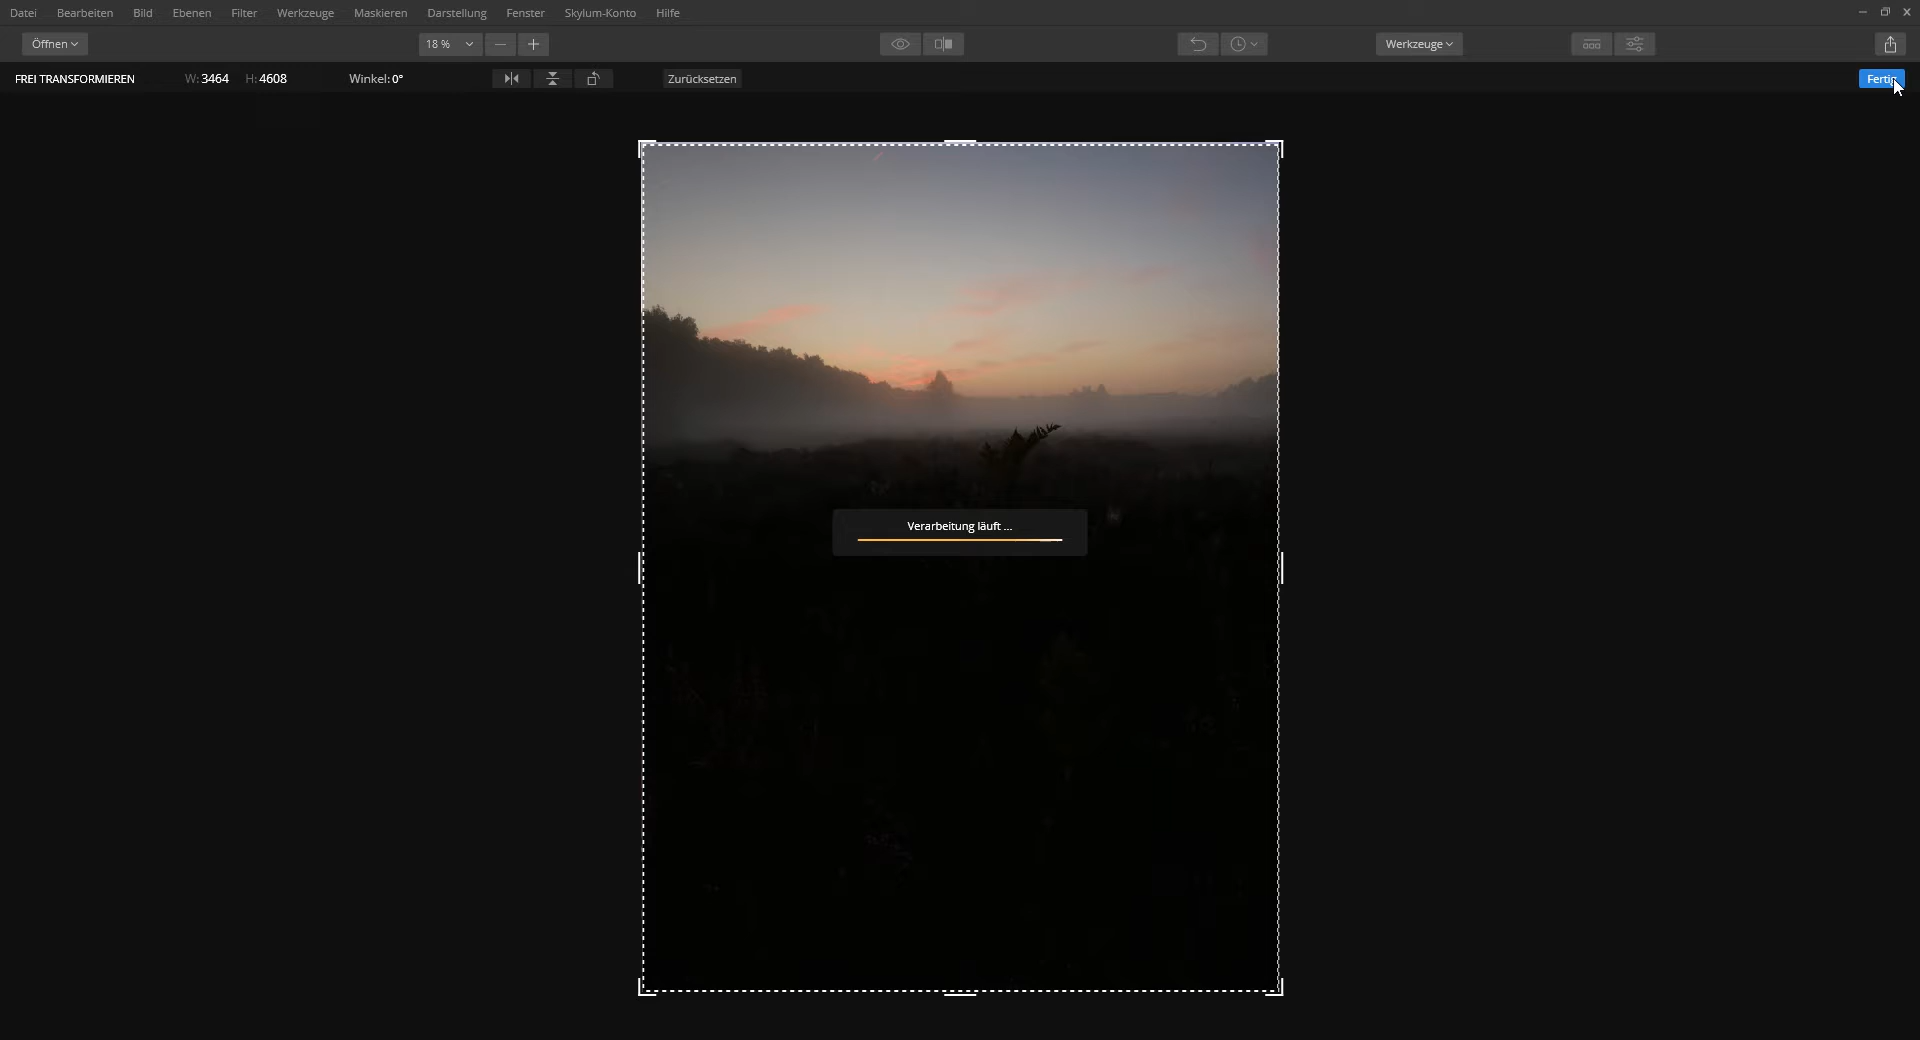 Datei Bearbeiten Bild Ebenen Filter Werkzeuge Maskieren Darstellung Fenster Skylum-Konto Hilfe
Öffnen 18 % Werkzeuge
FREI TRANSFORMIEREN W: 3464 H: 4608 Winkel: 0° Zurücksetzen
Verarbeitung läuft ...